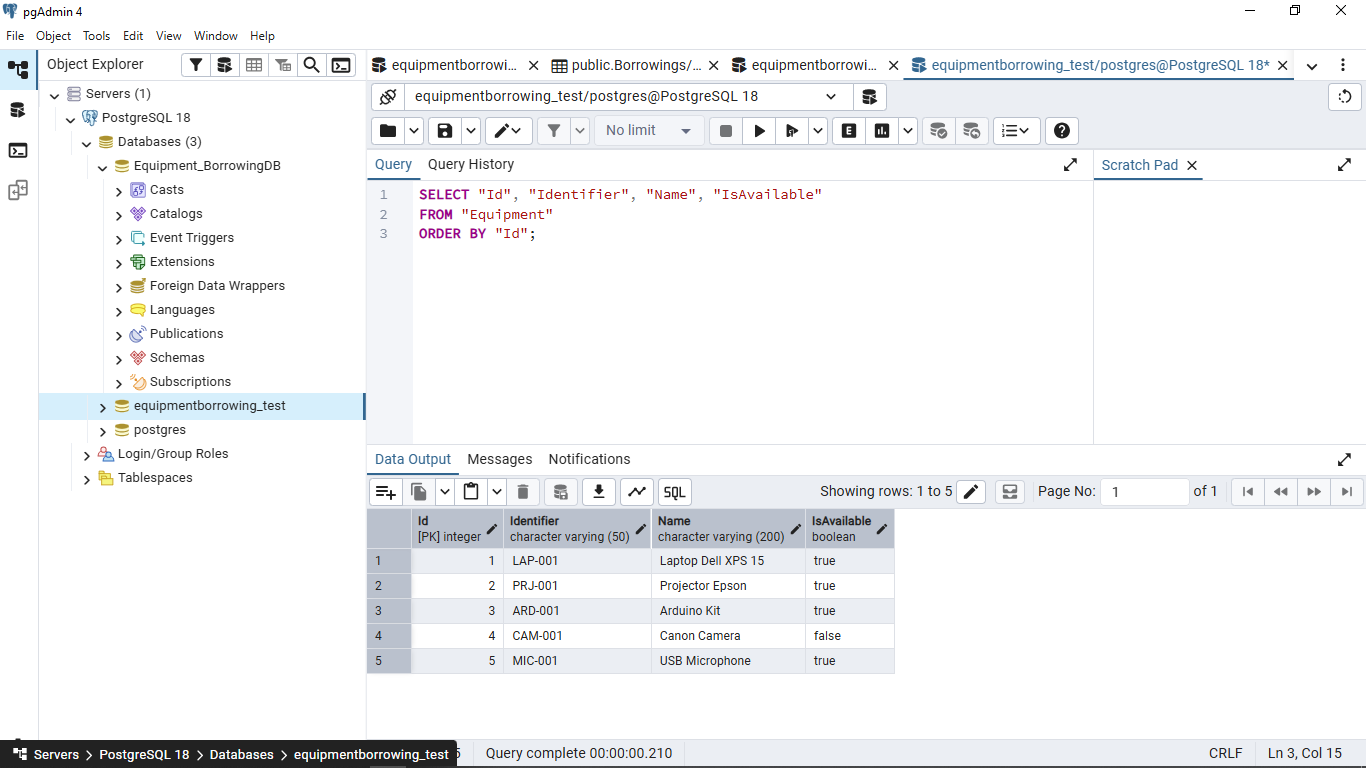 pgAdmin 4
File Object Tools Edit View Window Help
Object Explorer
Servers (1)
PostgreSQL 18
Databases (3)
Equipment_BorrowingDB
Casts
Catalogs
Event Triggers
Extensions
Foreign Data Wrappers
Languages
Publications
Schemas
Subscriptions
equipmentborrowing_test
postgres
Login/Group Roles
Tablespaces
equipmentborrowi... public.Borrowings/... equipmentborrowi... equipmentborrowing_test/postgres@PostgreSQL 18*
equipmentborrowing_test/postgres@PostgreSQL 18
No limit
E
Query Query History
Scratch Pad
1 SELECT "Id", "Identifier", "Name", "IsAvailable"
2 FROM "Equipment"
3 ORDER BY "Id";
Data Output Messages Notifications
SQL Showing rows: 1 to 5 Page No: 1 of 1
Id Identifier Name IsAvailable
[PK] integer character varying (50) character varying (200) boolean
1 1 LAP-001 Laptop Dell XPS 15 true
2 2 PRJ-001 Projector Epson true
3 3 ARD-001 Arduino Kit true
4 4 CAM-001 Canon Camera false
5 5 MIC-001 USB Microphone true
Servers > PostgreSQL 18 > Databases > equipmentborrowing_test
5 Query complete 00:00:00.210 CRLF Ln 3, Col 15